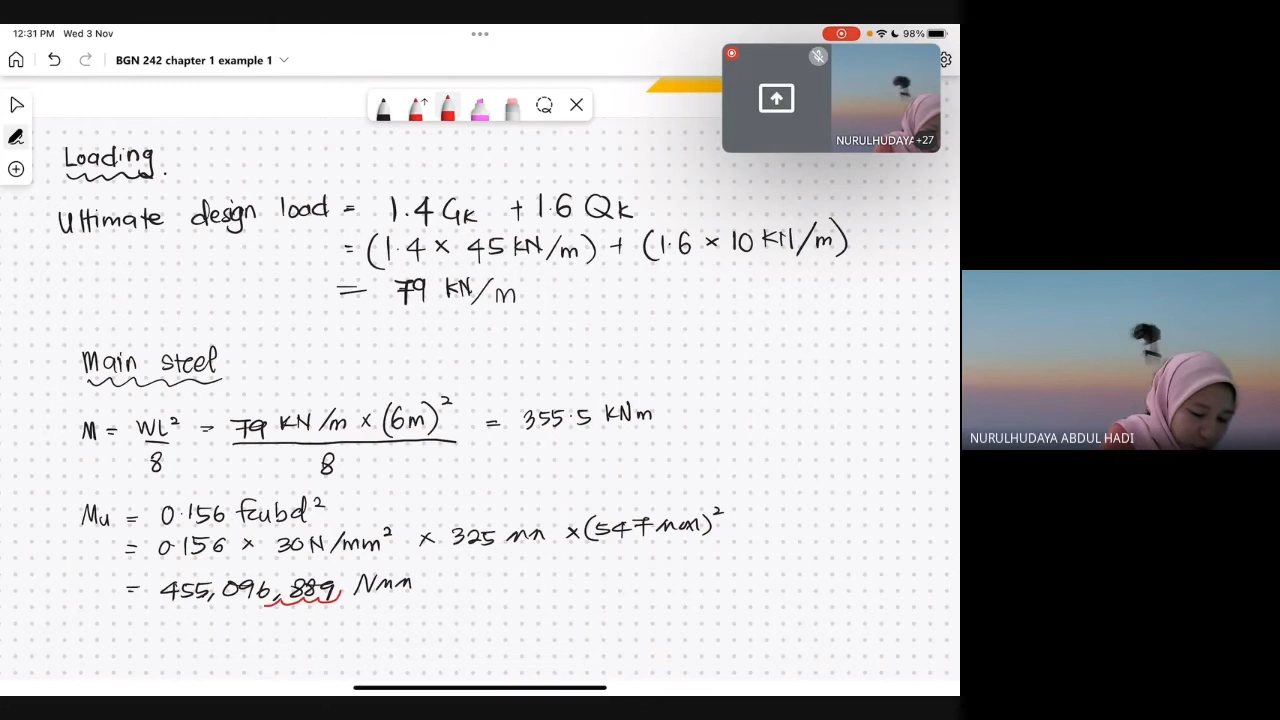 12:31 PM Wed 3 Nov
98%
BGN 242 chapter 1 example 1
NURULHUDAYA +27
Loading.
Ultimate design load = 1.4 Gk + 1.6 Qk
= (1.4 × 45 KN/m) + (1.6 × 10 KN/m)
= 79 KN/m
Main steel
M = WL² = 79 KN/m × (6m)² = 355.5 KNm
8 8
Mu = 0.156 fcubd²
= 0.156 × 30N/mm² × 325 mm × (547 mm)²
= 455,096,889 Nmm
NURULHUDAYA ABDUL HADI